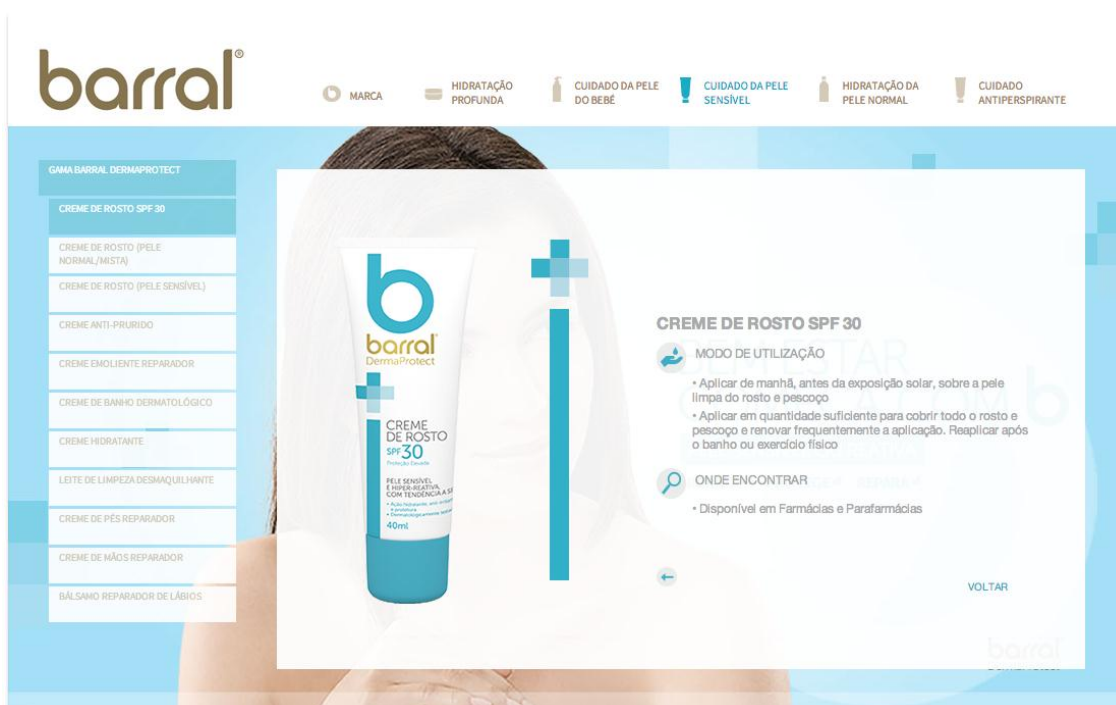 barral®
MARCA
HIDRATAÇÃO
PROFUNDA
CUIDADO DA PELE
DO BEBÉ
CUIDADO DA PELE
SENSÍVEL
HIDRATAÇÃO DA
PELE NORMAL
CUIDADO
ANTIPERSPIRANTE
GAMA BARRAL DERMAPROTECT
CREME DE ROSTO SPF 30
CREME DE ROSTO (PELE
NORMAL/MISTA)
CREME DE ROSTO (PELE SENSÍVEL)
CREME ANTI-PRURIDO
CREME EMOLIENTE REPARADOR
CREME DE BANHO DERMATOLÓGICO
CREME HIDRATANTE
LEITE DE LIMPEZA DESMAQUILHANTE
CREME DE PÉS REPARADOR
CREME DE MÃOS REPARADOR
BÁLSAMO REPARADOR DE LÁBIOS
b
barral
DermaProtect
CREME
DE ROSTO
SPF 30
Proteção Elevada
PELE SENSÍVEL
E HIPER-REATIVA,
COM TENDÊNCIA A
40ml
CREME DE ROSTO SPF 30
MODO DE UTILIZAÇÃO
• Aplicar de manhã, antes da exposição solar, sobre a pele
limpa do rosto e pescoço
• Aplicar em quantidade suficiente para cobrir todo o rosto e
pescoço e renovar frequentemente a aplicação. Reaplicar após
o banho ou exercício físico
ONDE ENCONTRAR
• Disponível em Farmácias e Parafarmácias
VOLTAR
BEM-ESTAR
barral